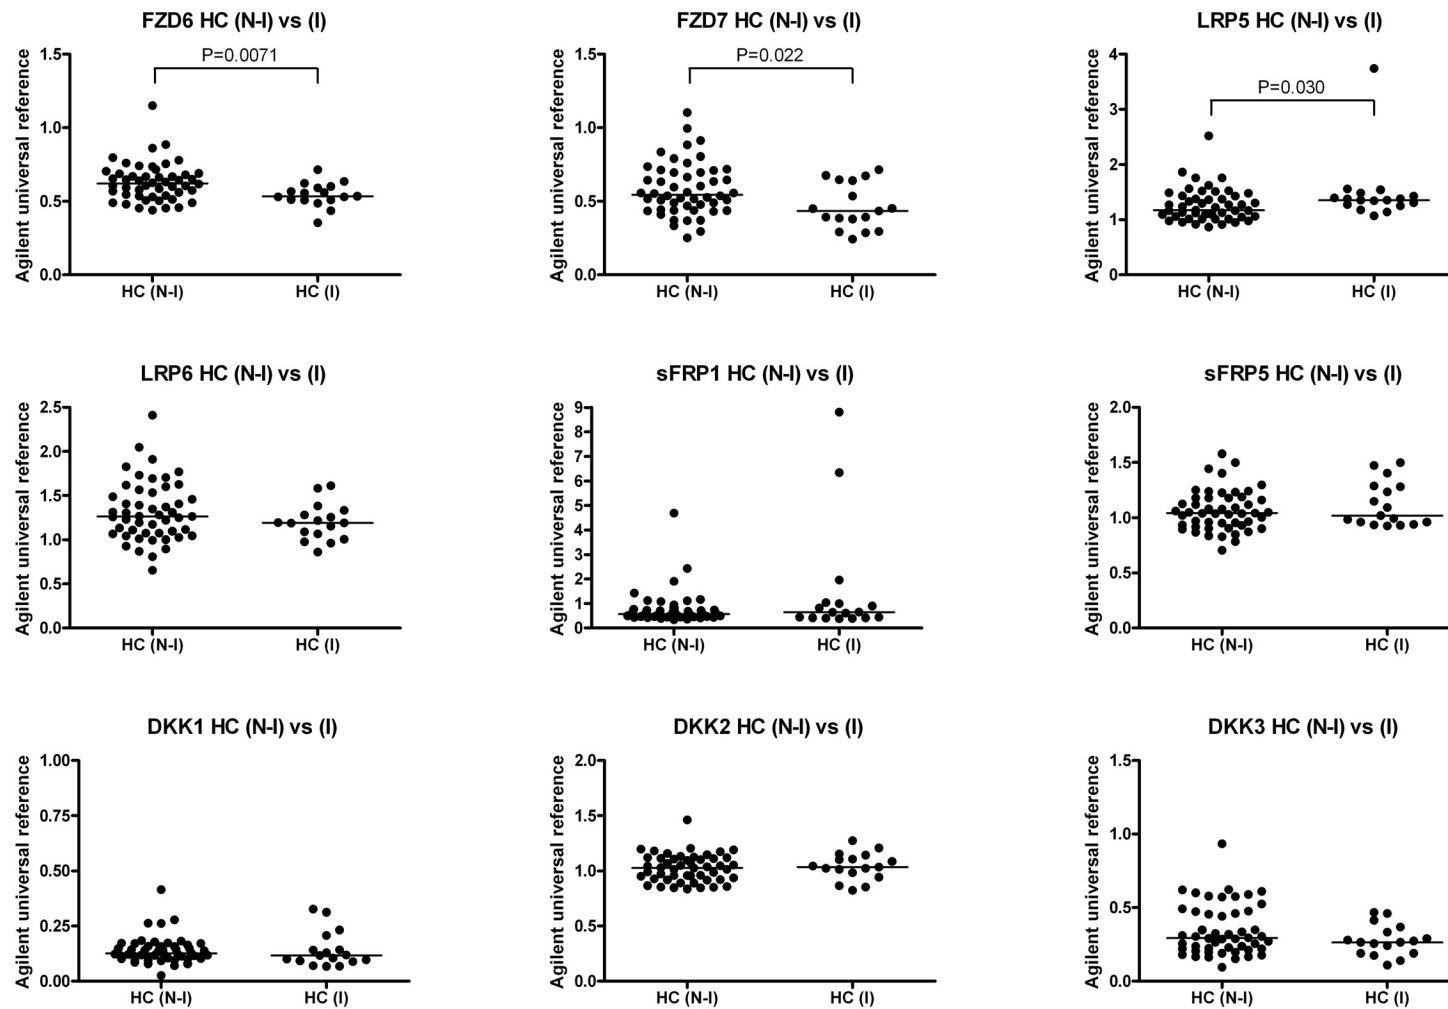 FZD6 HC (N-I) vs (I)
Agilent universal reference
1.5
1.0
0.5
0.0
P=0.0071
HC (N-I)
HC (I)
FZD7 HC (N-I) vs (I)
Agilent universal reference
1.5
1.0
0.5
0.0
P=0.022
HC (N-I)
HC (I)
LRP5 HC (N-I) vs (I)
Agilent universal reference
4
3
2
1
0
P=0.030
HC (N-I)
HC (I)
LRP6 HC (N-I) vs (I)
Agilent universal reference
2.5
2.0
1.5
1.0
0.5
0.0
HC (N-I)
HC (I)
sFRP1 HC (N-I) vs (I)
Agilent universal reference
9
8
7
6
5
4
3
2
1
0
HC (N-I)
HC (I)
sFRP5 HC (N-I) vs (I)
Agilent universal reference
2.0
1.5
1.0
0.5
0.0
HC (N-I)
HC (I)
DKK1 HC (N-I) vs (I)
Agilent universal reference
1.00
0.75
0.50
0.25
0.00
HC (N-I)
HC (I)
DKK2 HC (N-I) vs (I)
Agilent universal reference
2.0
1.5
1.0
0.5
0.0
HC (N-I)
HC (I)
DKK3 HC (N-I) vs (I)
Agilent universal reference
1.5
1.0
0.5
0.0
HC (N-I)
HC (I)